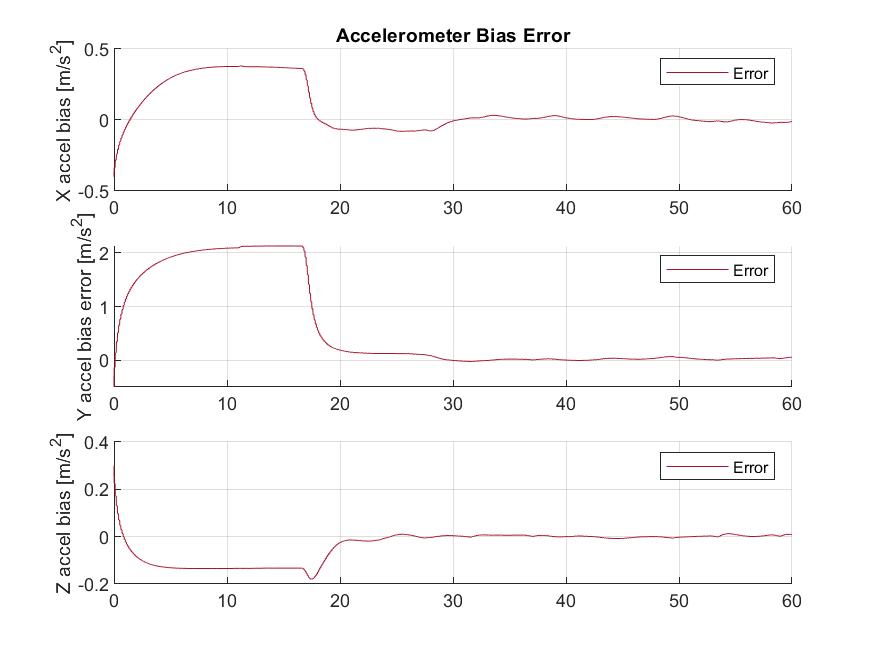 Accelerometer Bias Error
X accel bias [m/s²]
0.5
0
-0.5
Error
0 10 20 30 40 50 60
Y accel bias error [m/s²]
2
1
0
Error
0 10 20 30 40 50 60
Z accel bias [m/s²]
0.4
0.2
0
-0.2
Error
0 10 20 30 40 50 60